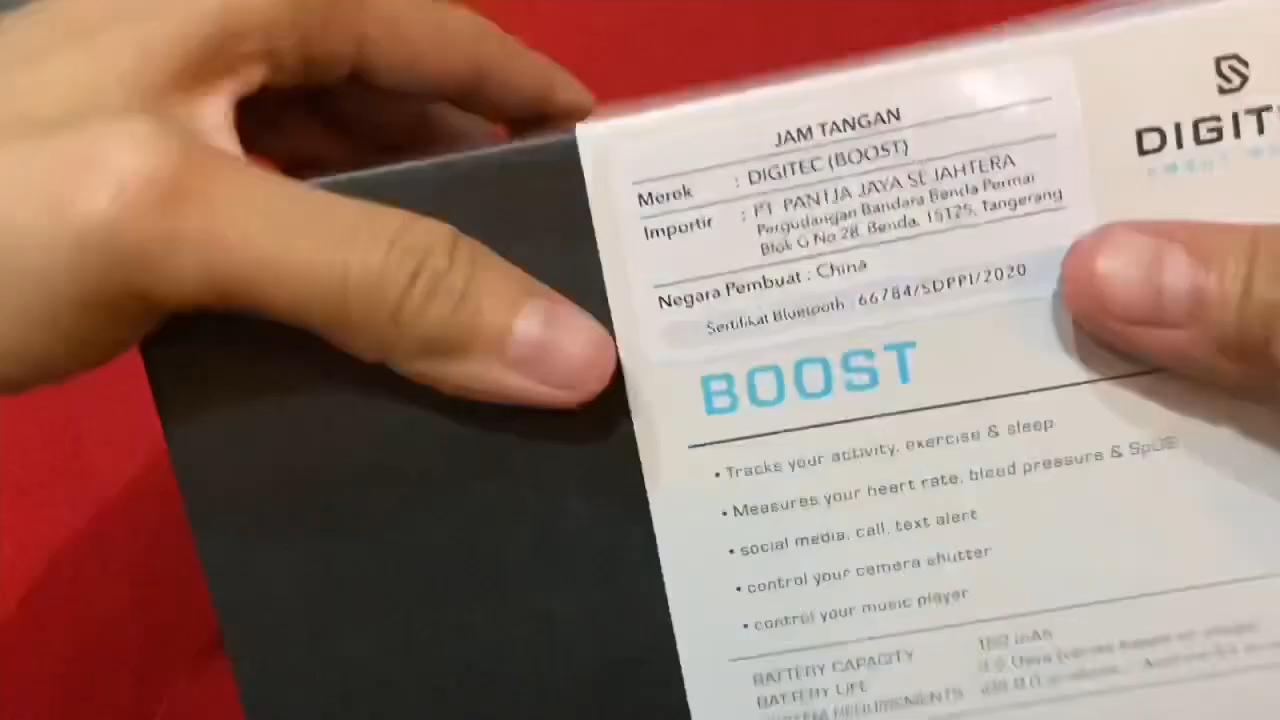 JAM TANGAN
Merek : DIGITEC (BOOST)
Importir : PT. PANTJA JAYA SEJAHTERA
Pergudangan Bandara Benda Permai
Blok G No 28. Benda, 15125, Tangerang
Negara Pembuat : China
Sertifikat Bluetooth : 66784/SDPPI/2020
DIGIT
BOOST
• Tracks your activity, exercise & sleep
• Measures your heart rate, blood pressure & SpO2
• social media, call, text alert
• control your camera shutter
• control your music player
BATTERY CAPACITY
BATTERY LIFE
REQUIREMENTS